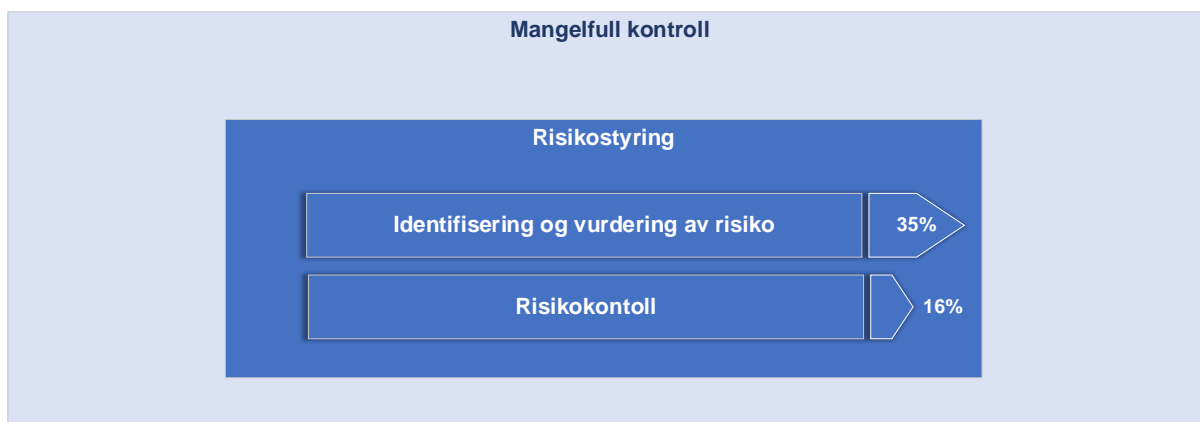 Mangelfull kontroll
Risikostyring
Identifisering og vurdering av risiko
35%
Risikokontoll
16%